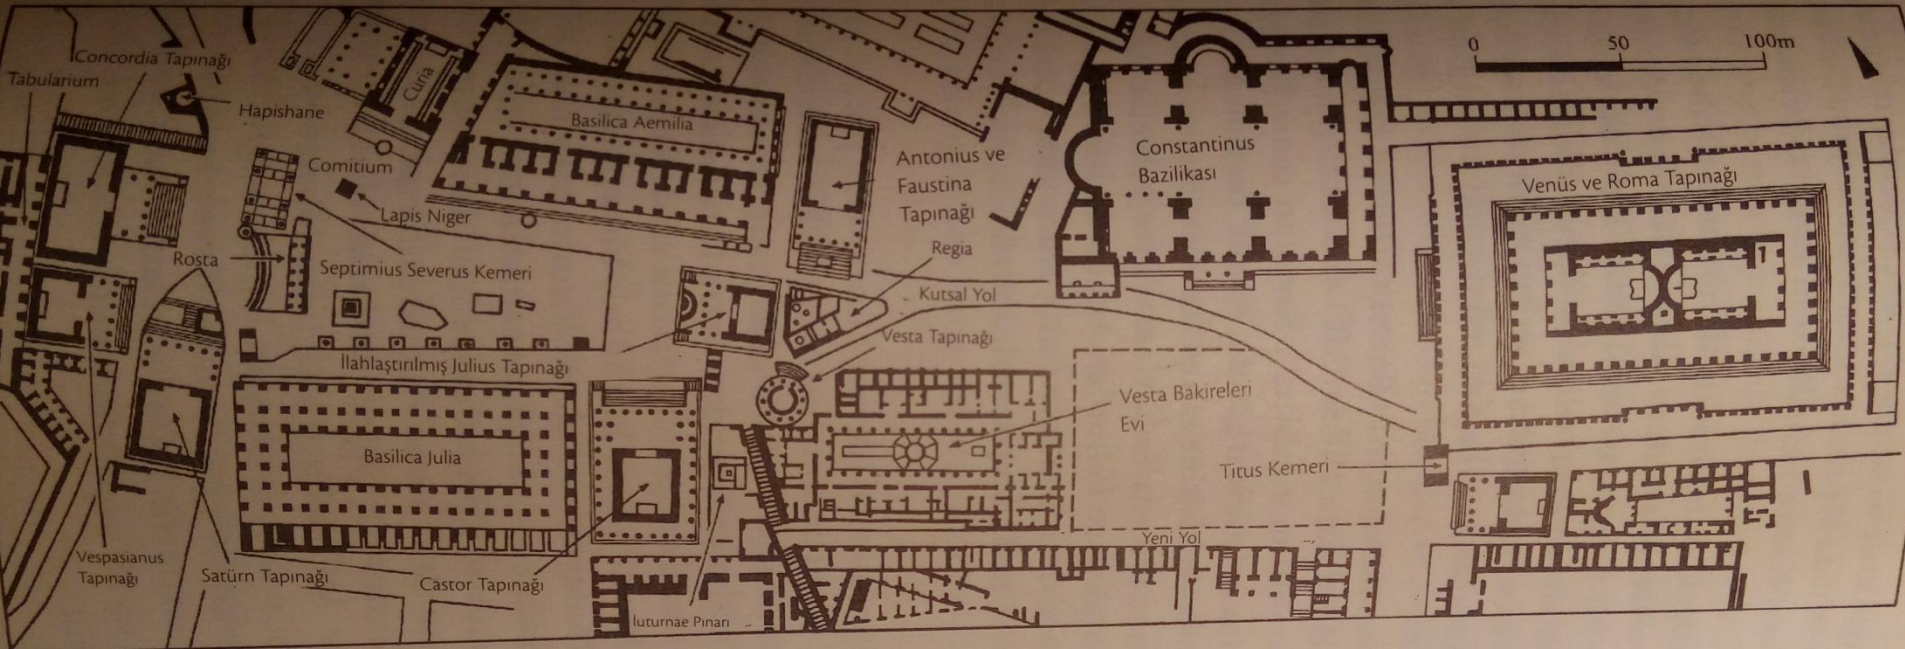 Concordia Tapınağı
Tabularium
Hapishane
Curia
Basilica Aemilia
Comitium
Lapis Niger
Rosta
Septimius Severus Kemeri
Antonius ve
Faustina
Tapınağı
Regia
Constantinus
Bazilikası
0 50 100m
Venüs ve Roma Tapınağı
Kutsal Yol
Vesta Tapınağı
İlahlaştırılmış Julius Tapınağı
Basilica Julia
Vesta Bakireleri
Evi
Titus Kemeri
Yeni Yol
Vespasianus
Tapınağı
Satürn Tapınağı
Castor Tapınağı
Iuturnae Pınarı